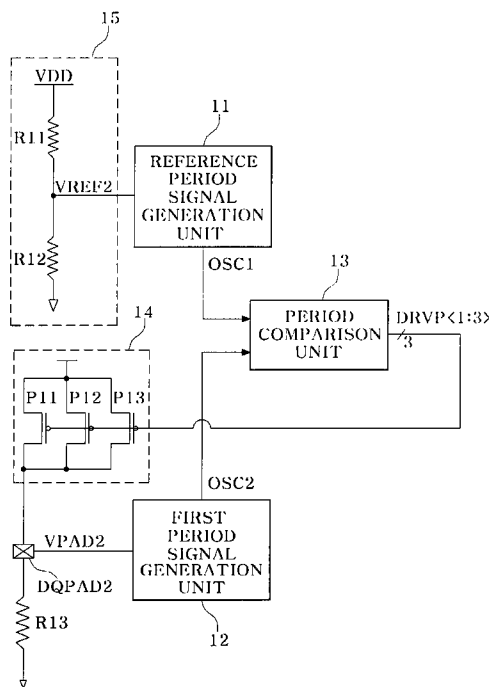 15
VDD
R11
VREF2
R12
11
REFERENCE
PERIOD
SIGNAL
GENERATION
UNIT
OSC1
13
PERIOD
COMPARISON
UNIT
DRVP<1:3>
3
14
P11 P12 P13
OSC2
VPAD2
DQPAD2
R13
FIRST
PERIOD
SIGNAL
GENERATION
UNIT
12